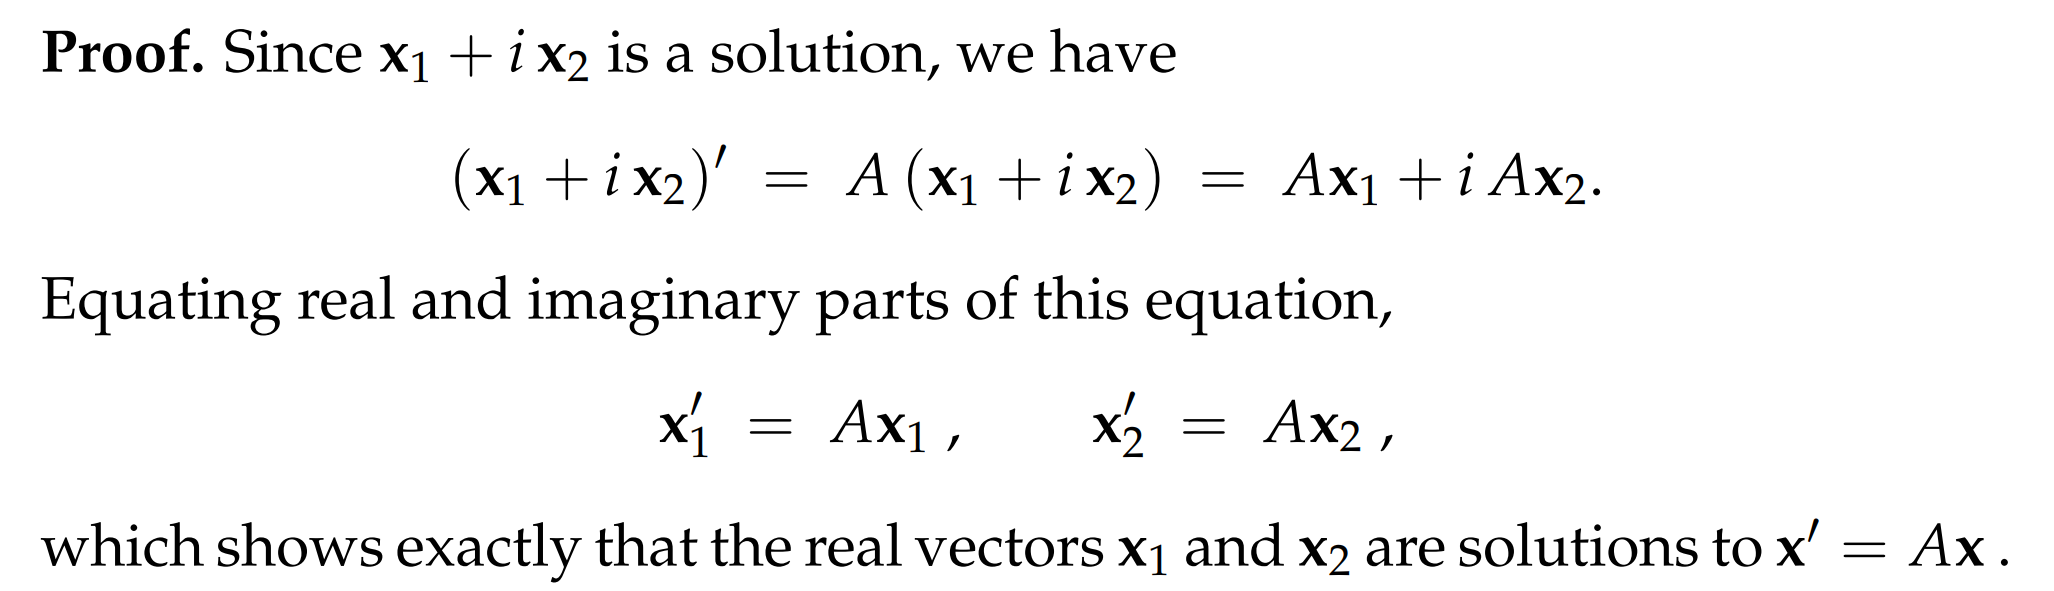 Proof. Since x₁ + i x₂ is a solution, we have
(x₁ + i x₂)′ = A (x₁ + i x₂) = Ax₁ + i Ax₂.
Equating real and imaginary parts of this equation,
x₁′ = Ax₁ , x₂′ = Ax₂ ,
which shows exactly that the real vectors x₁ and x₂ are solutions to x′ = Ax .